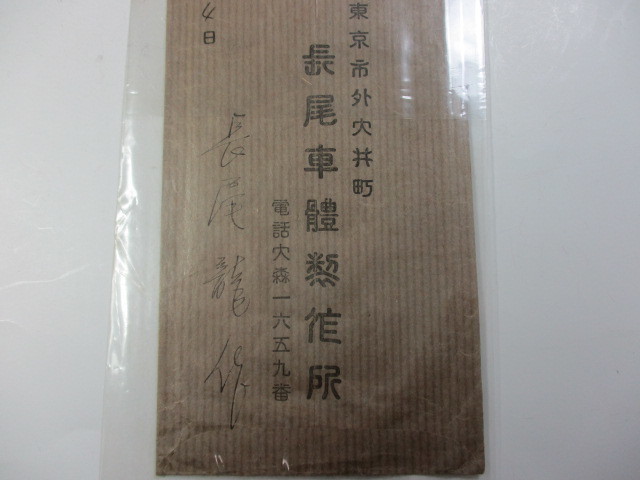 東京市外大井町
長尾車體製作所
電話大森一六五九番
長尾龍作
4日